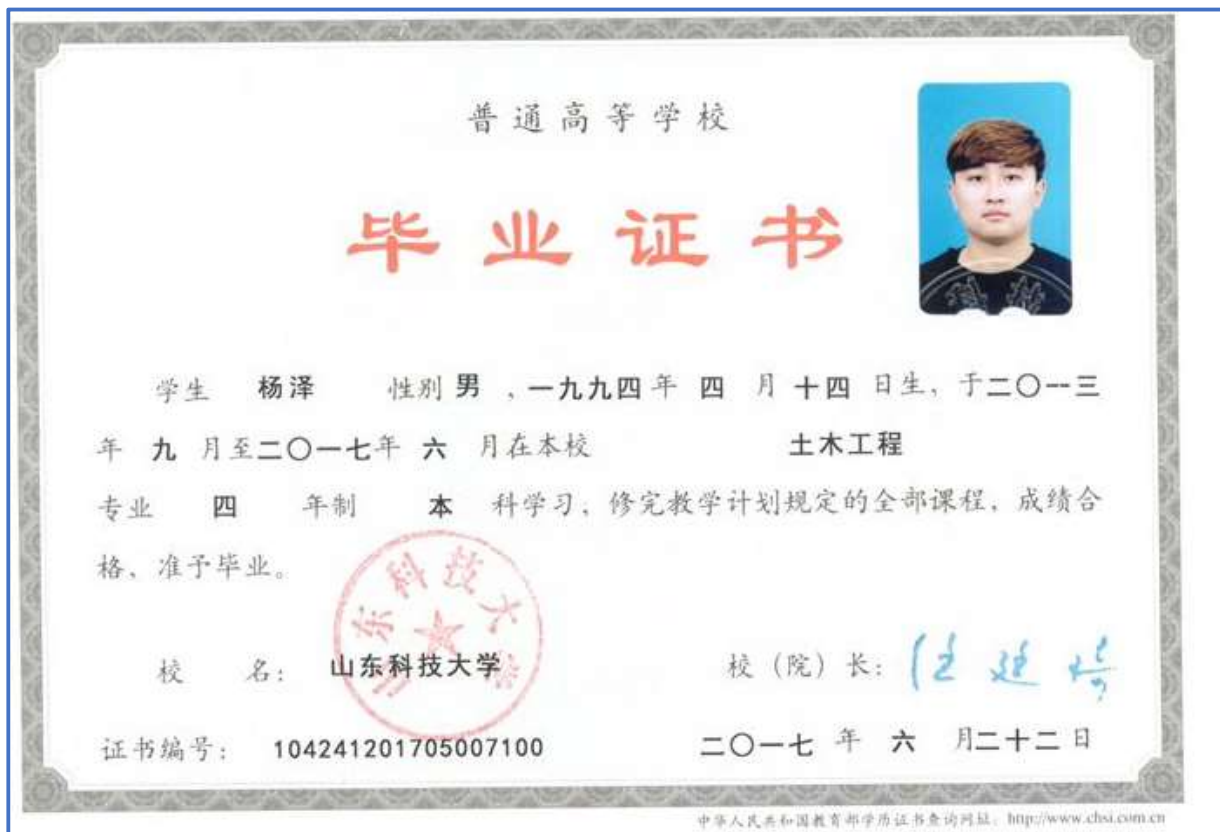 普通高等学校
毕业证书
学生 杨泽 性别 男 ，一九九四 年 四 月 十四 日生，于二〇一三
年 九 月至二〇一七年 六 月在本校 土木工程
专业 四 年制 本 科学习，修完教学计划规定的全部课程，成绩合
格，准予毕业。
山东科技大学
校 名： 山东科技大学 校（院）长：
证书编号： 104241201705007100 二〇一七 年 六 月二十二日
中华人民共和国教育部学历证书查询网址：http://www.chsi.com.cn